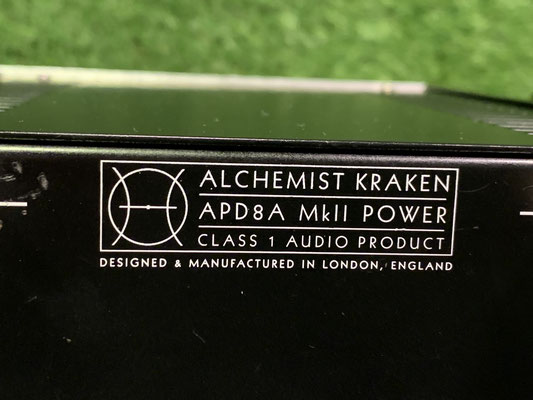 ALCHEMIST KRAKEN
APD8A MkII POWER
CLASS 1 AUDIO PRODUCT
DESIGNED & MANUFACTURED IN LONDON, ENGLAND